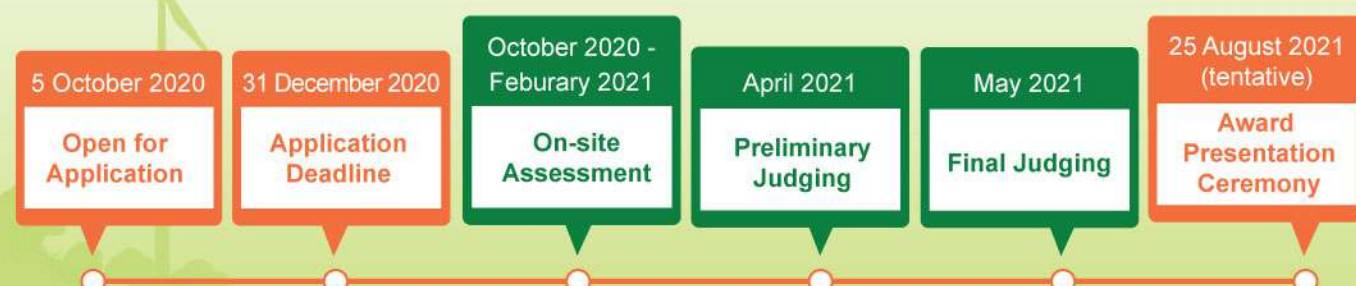 5 October 2020
Open for
Application
31 December 2020
Application
Deadline
October 2020 -
Feburary 2021
On-site
Assessment
April 2021
Preliminary
Judging
May 2021
Final Judging
25 August 2021
(tentative)
Award
Presentation
Ceremony